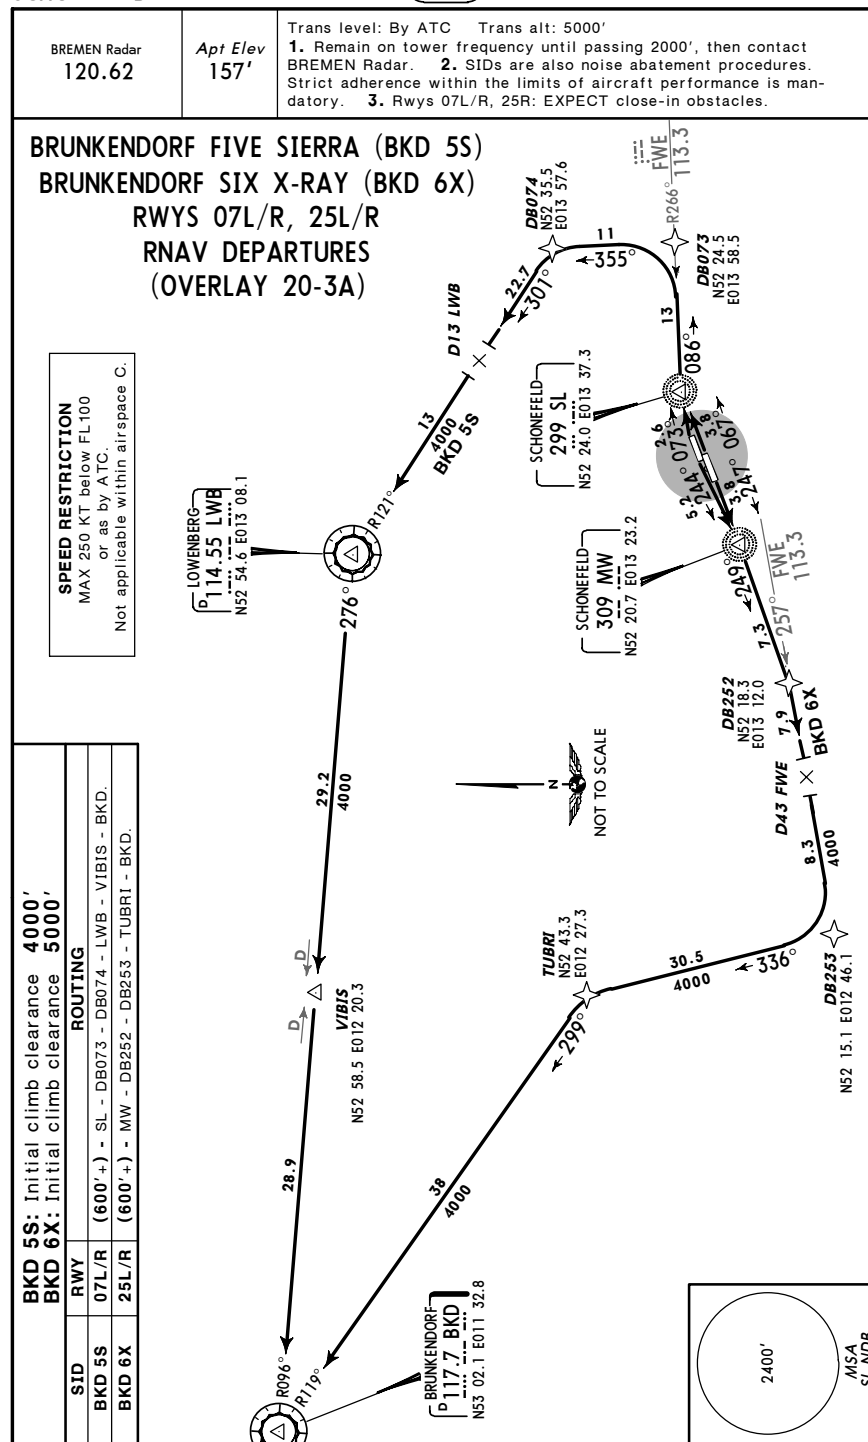 BREMEN Radar
120.62
Apt Elev
157'
Trans level: By ATC Trans alt: 5000'
1. Remain on tower frequency until passing 2000', then contact
BREMEN Radar. 2. SIDs are also noise abatement procedures.
Strict adherence within the limits of aircraft performance is man-
datory. 3. Rwys 07L/R, 25R: EXPECT close-in obstacles.
BRUNKENDORF FIVE SIERRA (BKD 5S)
BRUNKENDORF SIX X-RAY (BKD 6X)
RWYS 07L/R, 25L/R
RNAV DEPARTURES
(OVERLAY 20-3A)
SPEED RESTRICTION
MAX 250 KT below FL100
or as by ATC.
Not applicable within airspace C.
FWE
113.3
R266°
DB074
N52 35.5
E013 57.6
DB073
N52 24.5
E013 58.5
11
355°
22.7
301°
D13 LWB
13
086°
13
4000
BKD 5S
SCHONEFELD
299 SL
N52 24.0 E013 37.3
2.6
073°
3.8
067°
5.2
244°
3.8
247°
LOWENBERG
D 114.55 LWB
N52 54.6 E013 08.1
R121°
276°
SCHONEFELD
309 MW
N52 20.7 E013 23.2
249°
7.3
257°
FWE
113.3
DB252
N52 18.3
E013 12.0
7.9
BKD 6X
D43 FWE
8.3
4000
29.2
4000
N
NOT TO SCALE
DB253
N52 15.1 E012 46.1
336°
30.5
4000
TUBRI
N52 43.3
E012 27.3
299°
D
D
VIBIS
N52 58.5 E012 20.3
28.9
38
4000
R096°
R119°
BRUNKENDORF
D 117.7 BKD
N53 02.1 E011 32.8
BKD 5S: Initial climb clearance 4000'
BKD 6X: Initial climb clearance 5000'
SID RWY ROUTING
BKD 5S 07L/R (600'+) - SL - DB073 - DB074 - LWB - VIBIS - BKD.
BKD 6X 25L/R (600'+) - MW - DB252 - DB253 - TUBRI - BKD.
2400'
MSA
SL NDB